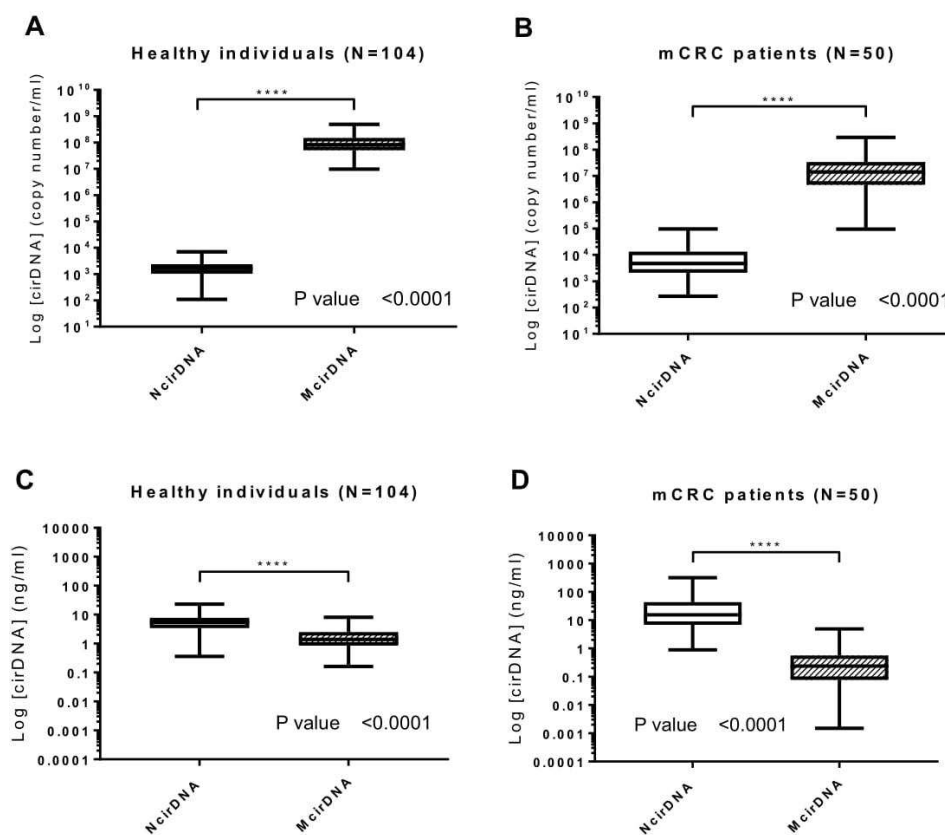 A
Healthy individuals (N=104)
Log [cirDNA] (copy number/ml)
10^10
10^9
10^8
10^7
10^6
10^5
10^4
10^3
10^2
10^1
****
P value <0.0001
NcirDNA
McirDNA
B
mCRC patients (N=50)
Log [cirDNA] (copy number/ml)
10^10
10^9
10^8
10^7
10^6
10^5
10^4
10^3
10^2
10^1
****
P value <0.0001
NcirDNA
McirDNA
C
Healthy individuals (N=104)
Log [cirDNA] (ng/ml)
10000
1000
100
10
1
0.1
0.01
0.001
0.0001
****
P value <0.0001
NcirDNA
McirDNA
D
mCRC patients (N=50)
Log [cirDNA] (ng/ml)
10000
1000
100
10
1
0.1
0.01
0.001
0.0001
****
P value <0.0001
NcirDNA
McirDNA